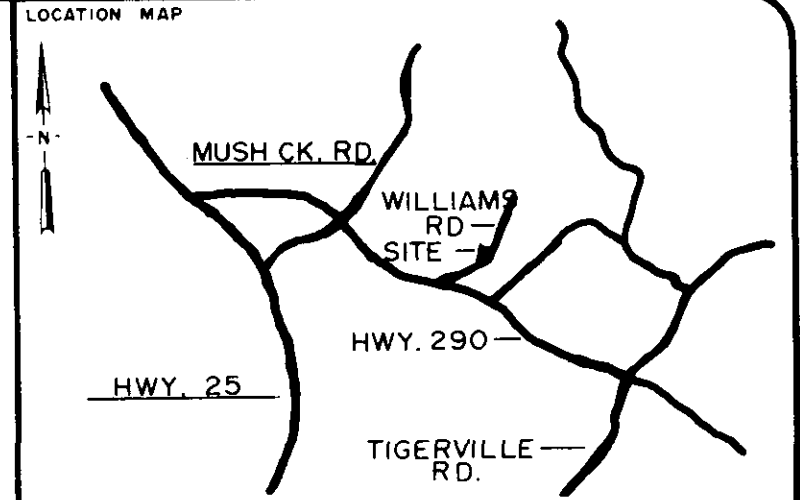 LOCATION MAP
-N-
MUSH CK. RD.
WILLIAMS
RD
SITE
HWY. 290
HWY. 25
TIGERVILLE
RD.